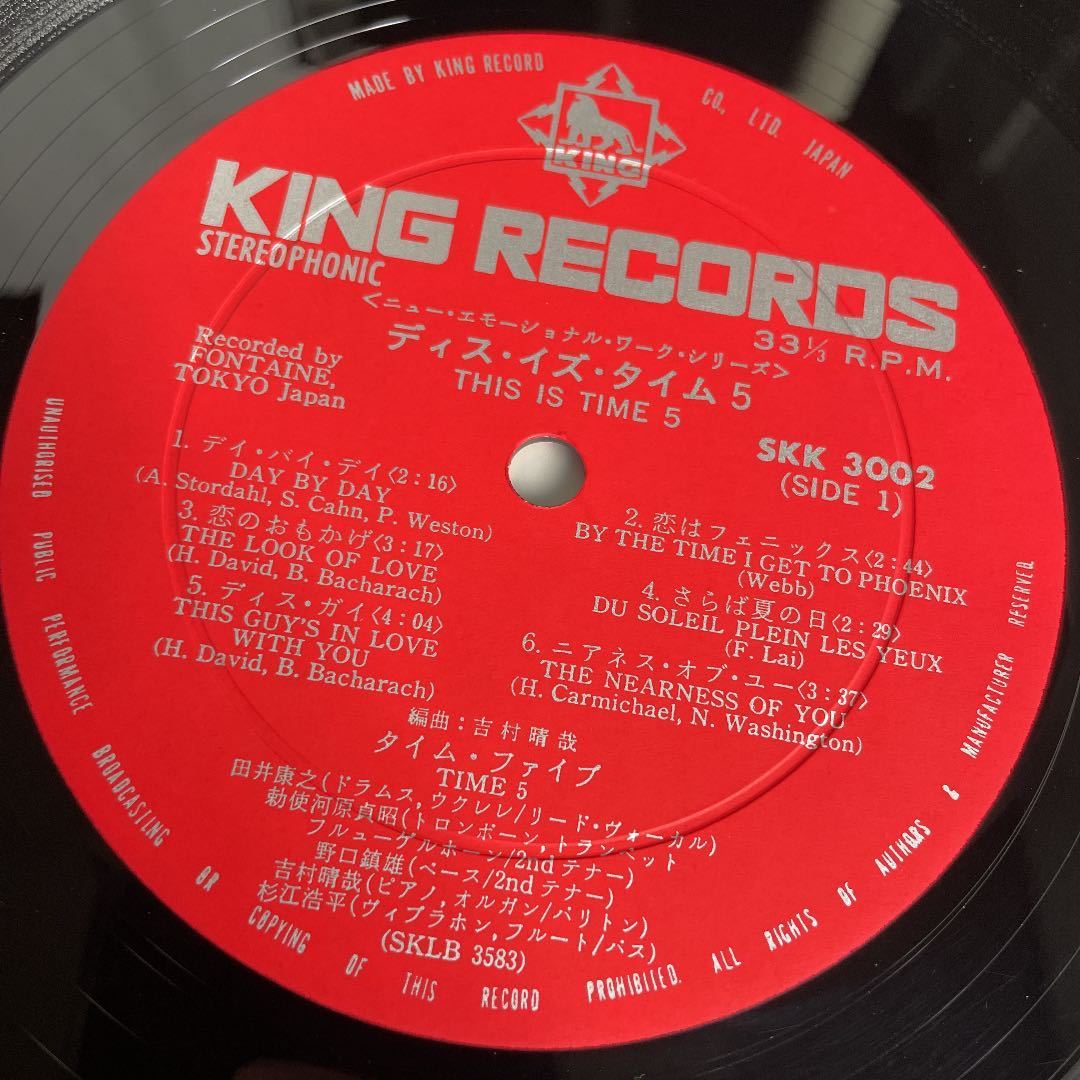 MADE BY KING RECORD CO., LTD. JAPAN
KING
KING RECORDS
STEREOPHONIC
33⅓ R.P.M.
<ニュー・エモーショナル・ワーク・シリーズ>
ディス・イズ・タイム 5
THIS IS TIME 5
Recorded by
FONTAINE,
TOKYO Japan
SKK 3002
(SIDE 1)
1. デイ・バイ・デイ〈2:16〉
DAY BY DAY
(A. Stordahl, S. Cahn, P. Weston)
2. 恋はフェニックス〈2:44〉
BY THE TIME I GET TO PHOENIX
(Webb)
3. 恋のおもかげ〈3:17〉
THE LOOK OF LOVE
(H. David, B. Bacharach)
4. さらば夏の日〈2:29〉
DU SOLEIL PLEIN LES YEUX
(F. Lai)
5. ディス・ガイ〈4:04〉
THIS GUY'S IN LOVE
WITH YOU
(H. David, B. Bacharach)
6. ニアネス・オブ・ユー〈3:37〉
THE NEARNESS OF YOU
(H. Carmichael, N. Washington)
編曲:吉村晴哉
タイム・ファイブ
TIME 5
田井康之(ドラムス, ウクレレ/リード・ヴォーカル)
勅使河原貞昭(トロンボーン, トランペット
フルューゲルホーン/2ndテナー)
野口鎮雄(ベース/2ndテナー)
吉村晴哉(ピアノ, オルガン/バリトン)
杉江浩平(ヴィブラホン, フルート/バス)
(SKLB 3583)
UNAUTHORISED PUBLIC PERFORMANCE BROADCASTING OR COPYING OF THIS RECORD PROHIBITED. ALL RIGHTS OF AUTHORS & MANUFACTURER RESERVED